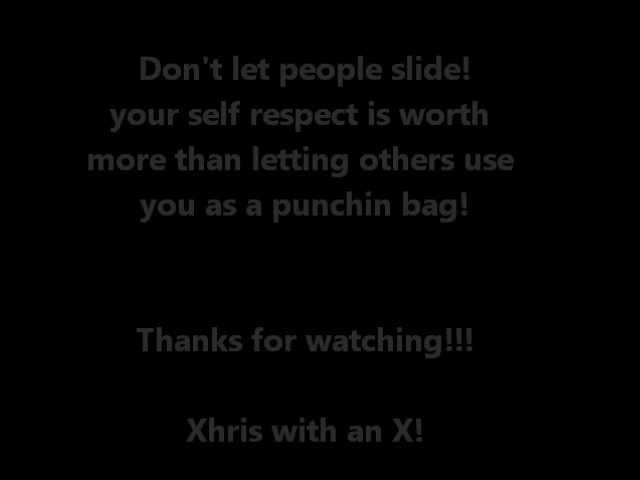 Don't let people slide!
your self respect is worth
more than letting others use
you as a punchin bag!
Thanks for watching!!!
Xhris with an X!